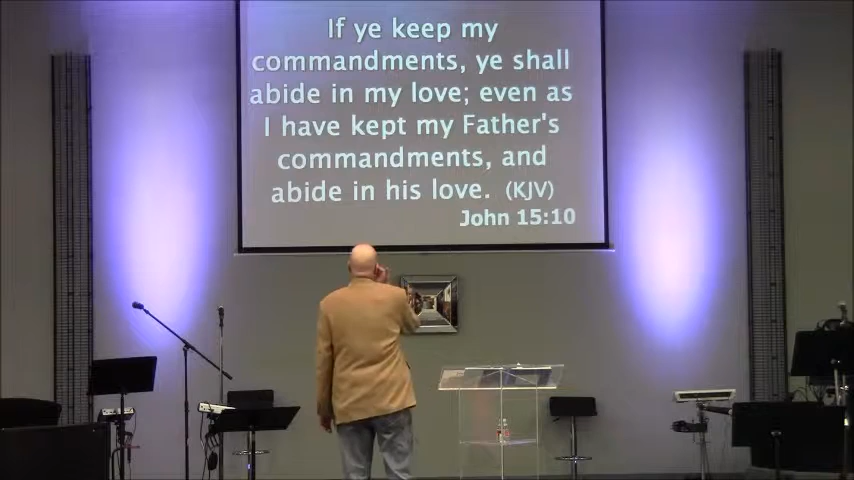 If ye keep my
commandments, ye shall
abide in my love; even as
I have kept my Father's
commandments, and
abide in his love. (KJV)
John 15:10